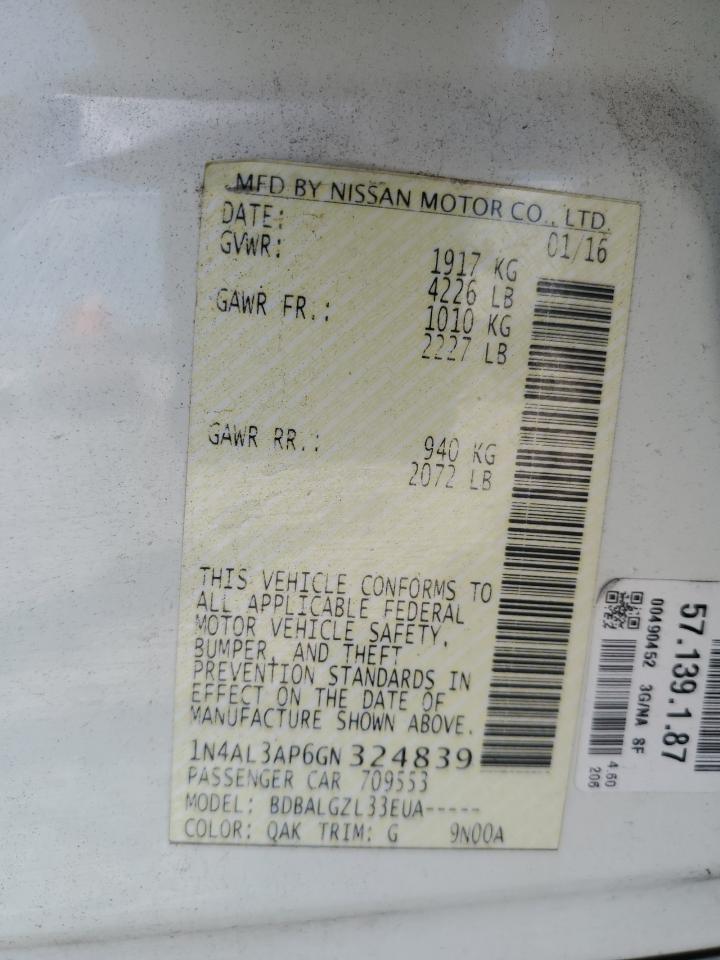 MFD BY NISSAN MOTOR CO., LTD.
DATE: 01/16
GVWR: 1917 KG
4226 LB
GAWR FR.: 1010 KG
2227 LB
GAWR RR.: 940 KG
2072 LB
THIS VEHICLE CONFORMS TO
ALL APPLICABLE FEDERAL
MOTOR VEHICLE SAFETY,
BUMPER, AND THEFT
PREVENTION STANDARDS IN
EFFECT ON THE DATE OF
MANUFACTURE SHOWN ABOVE.
1N4AL3AP6GN324839
PASSENGER CAR 709553
MODEL: BDBALGZL33EUA-----
COLOR: QAK TRIM: G 9N00A
57.139.1.87
00490452 3G/NA SF
4.60
206